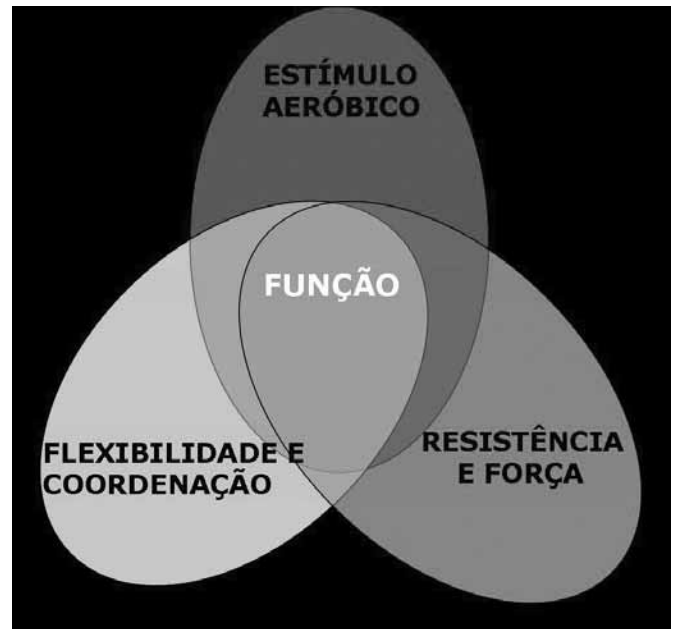 ESTÍMULO
AERÓBICO
FUNÇÃO
FLEXIBILIDADE E
COORDENAÇÃO
RESISTÊNCIA
E FORÇA